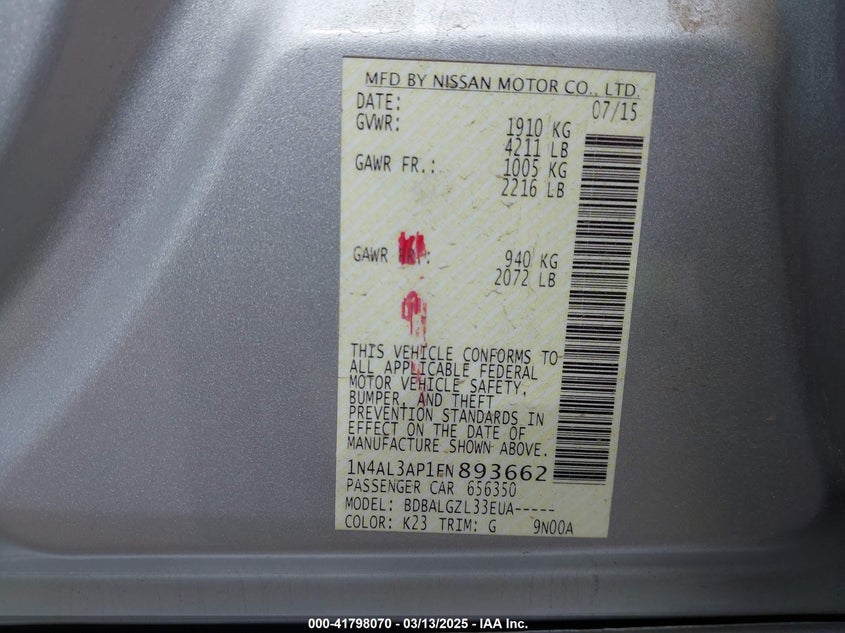 MFD BY NISSAN MOTOR CO., LTD.
DATE: 07/15
GVWR: 1910 KG
4211 LB
GAWR FR.: 1005 KG
2216 LB
GAWR 940 KG
2072 LB
THIS VEHICLE CONFORMS TO
ALL APPLICABLE FEDERAL
MOTOR VEHICLE SAFETY,
BUMPER, AND THEFT
PREVENTION STANDARDS IN
EFFECT ON THE DATE OF
MANUFACTURE SHOWN ABOVE.
1N4AL3AP1FN893662
PASSENGER CAR 656350
MODEL: BDBALGZL33EUA-----
COLOR: K23 TRIM: G 9N00A
000-41798070 — 03/13/2025 — IAA Inc.